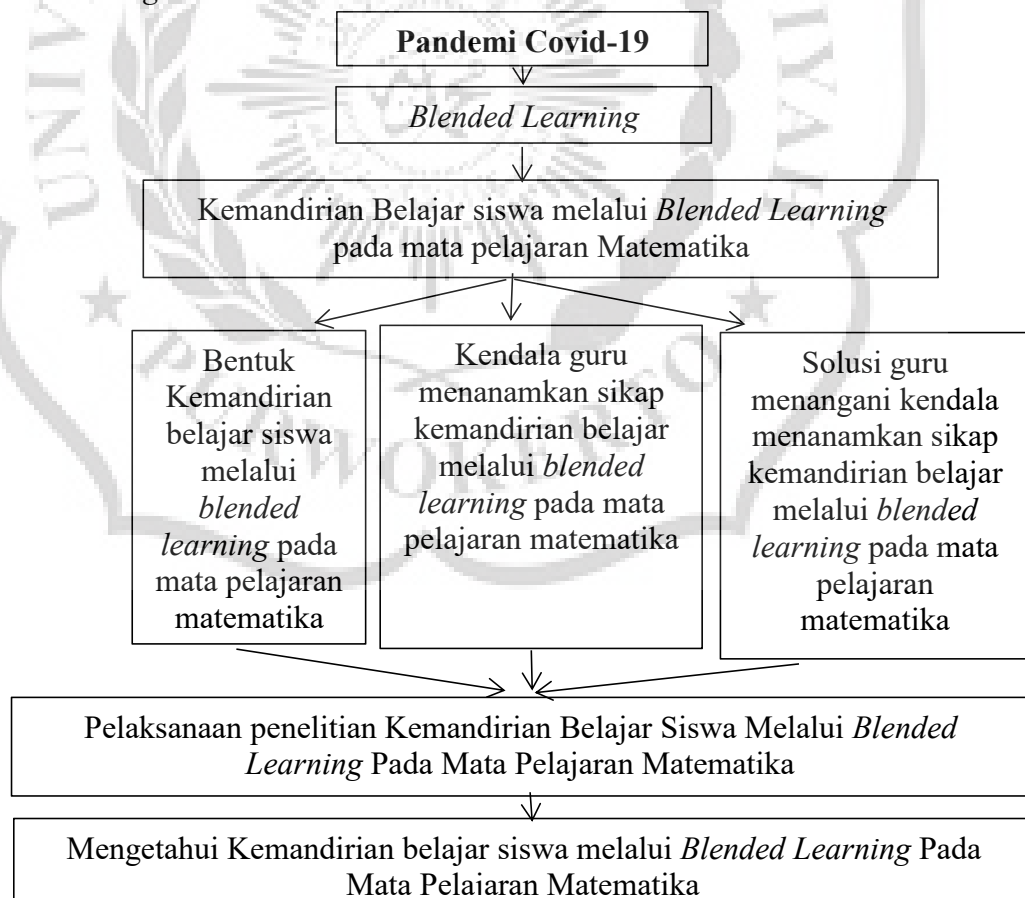 Pandemi Covid-19
Blended Learning
Kemandirian Belajar siswa melalui Blended Learning
pada mata pelajaran Matematika
Bentuk
Kemandirian
belajar siswa
melalui
blended
learning pada
mata pelajaran
matematika
Kendala guru
menanamkan sikap
kemandirian belajar
melalui blended
learning pada mata
pelajaran matematika
Solusi guru
menangani kendala
menanamkan sikap
kemandirian belajar
melalui blended
learning pada mata
pelajaran
matematika
Pelaksanaan penelitian Kemandirian Belajar Siswa Melalui Blended
Learning Pada Mata Pelajaran Matematika
Mengetahui Kemandirian belajar siswa melalui Blended Learning Pada
Mata Pelajaran Matematika
PURWOKERTO